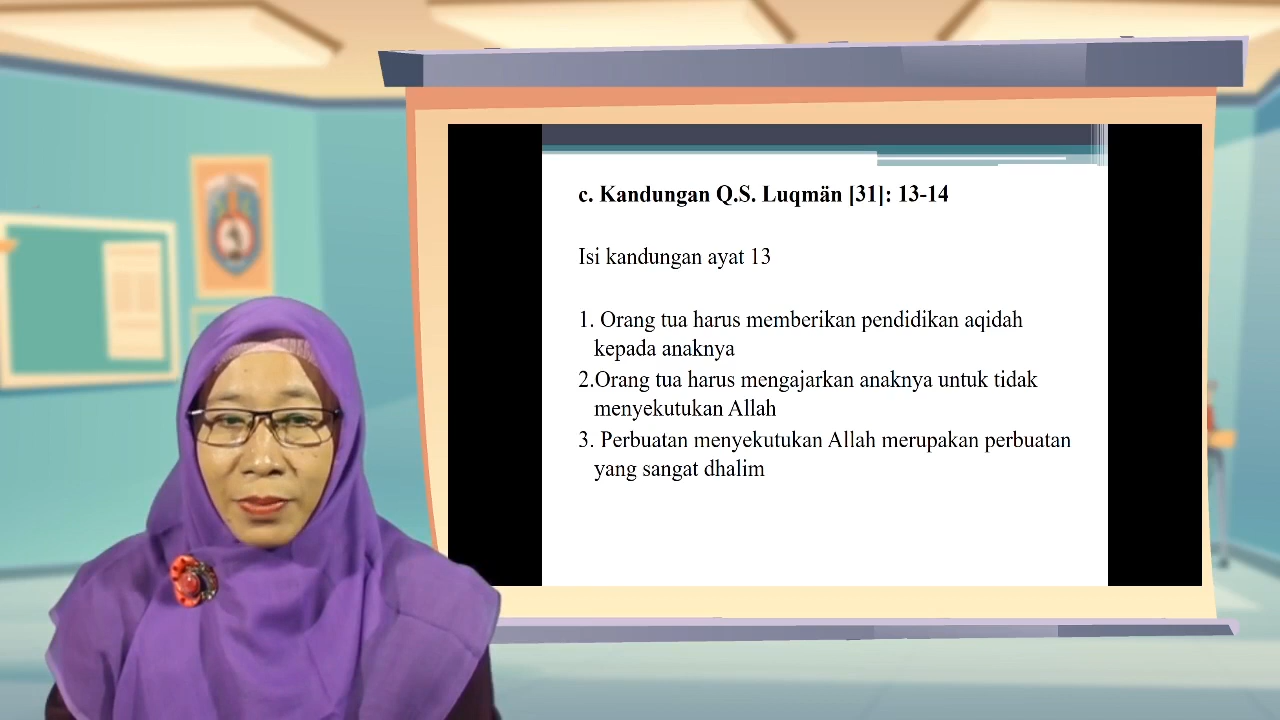 c. Kandungan Q.S. Luqmän |31|: 13-14
Isi kandungan ayat 13
1. Orang tua harus memberikan pendidikan aqidah
kepada anaknya
2.Orang tua harus mengajarkan anaknya untuk tidak
menyekutukan Allah
3. Perbuatan menyekutukan Allah merupakan perbuatan
yang sangat dhalim